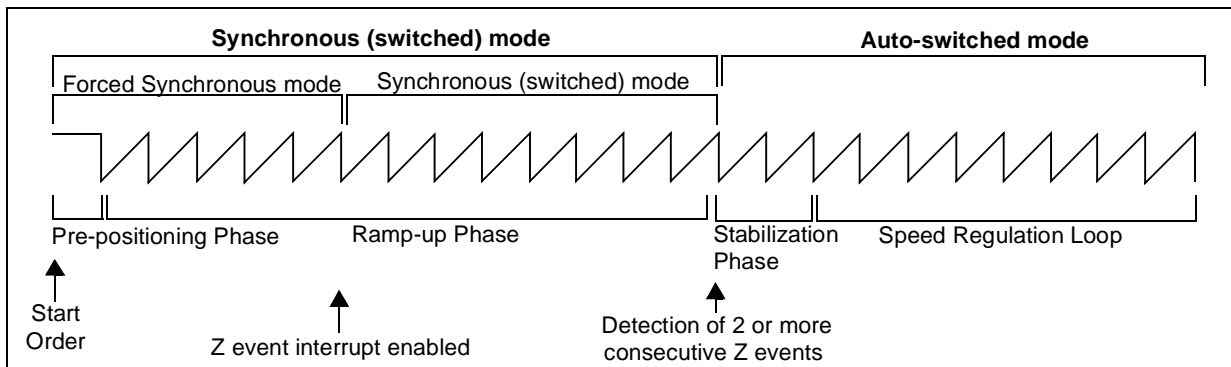 Synchronous (switched) mode
Auto-switched mode
Forced Synchronous mode
Synchronous (switched) mode
Pre-positioning Phase
Ramp-up Phase
Stabilization
Phase
Speed Regulation Loop
Start
Order
Z event interrupt enabled
Detection of 2 or more
consecutive Z events